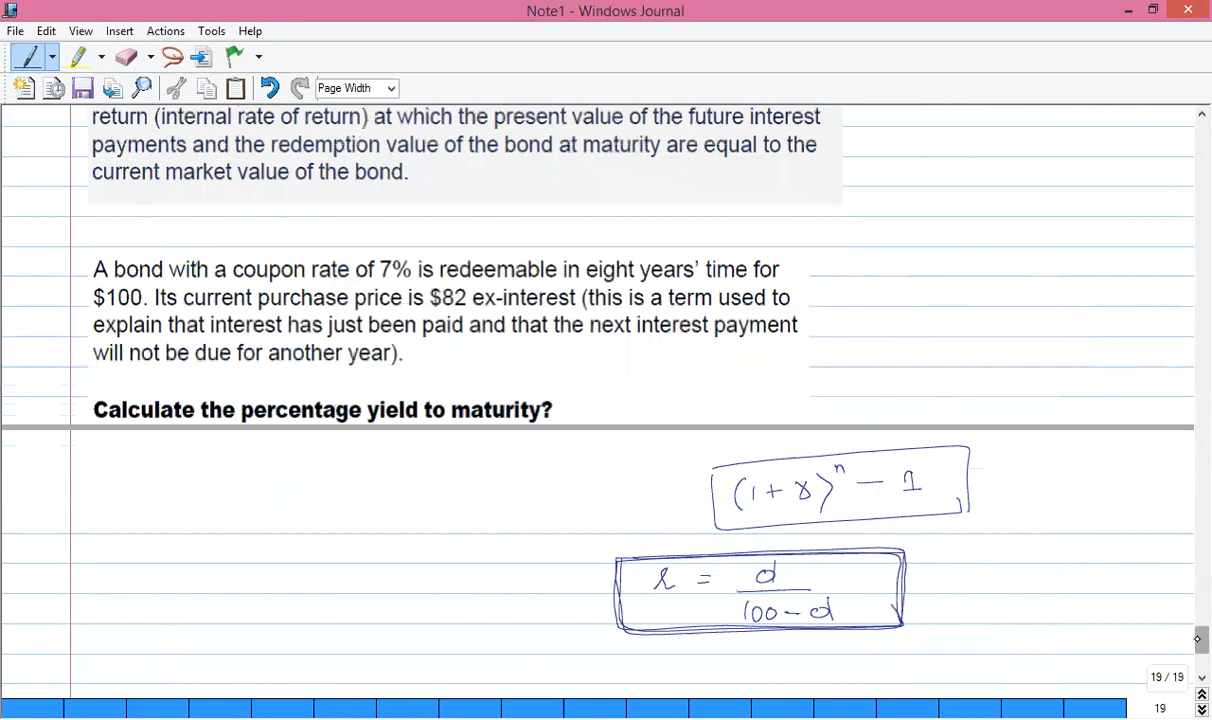 Note1 - Windows Journal
File Edit View Insert Actions Tools Help
Page Width
return (internal rate of return) at which the present value of the future interest
payments and the redemption value of the bond at maturity are equal to the
current market value of the bond.
A bond with a coupon rate of 7% is redeemable in eight years' time for
$100. Its current purchase price is $82 ex-interest (this is a term used to
explain that interest has just been paid and that the next interest payment
will not be due for another year).
Calculate the percentage yield to maturity?
(1 + r)^n - 1
r = d
100 - d
19 / 19
19